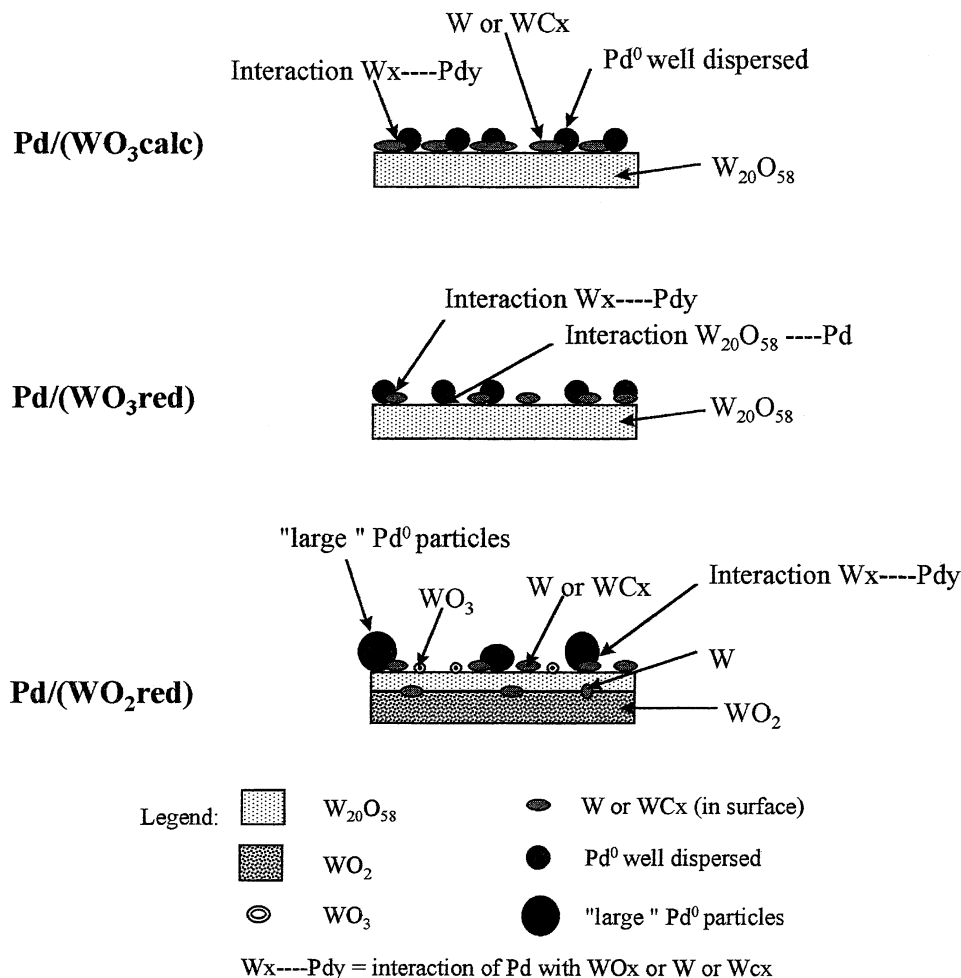 W or WCx
Pd⁰ well dispersed
Interaction Wx----Pdy
Pd/(WO₃calc)
W₂₀O₅₈
Interaction Wx----Pdy
Interaction W₂₀O₅₈ ----Pd
Pd/(WO₃red)
W₂₀O₅₈
"large " Pd⁰ particles
WO₃
W or WCx
Interaction Wx----Pdy
W
Pd/(WO₂red)
WO₂
Legend:
W₂₀O₅₈
W or WCx (in surface)
WO₂
Pd⁰ well dispersed
WO₃
"large " Pd⁰ particles
Wx----Pdy = interaction of Pd with WOx or W or Wcx